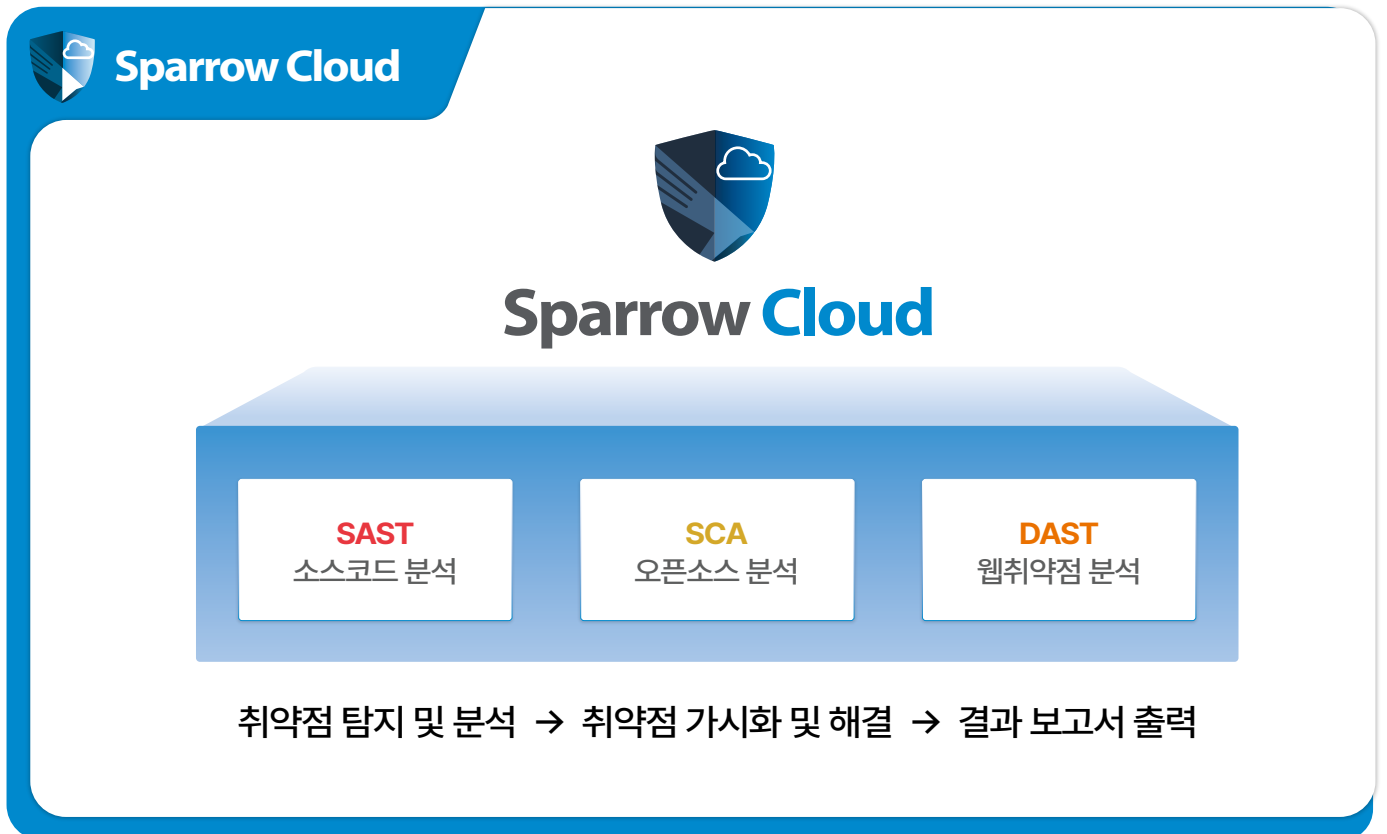 Sparrow Cloud
Sparrow Cloud
SAST
소스코드 분석
SCA
오픈소스 분석
DAST
웹취약점 분석
취약점 탐지 및 분석 → 취약점 가시화 및 해결 → 결과 보고서 출력